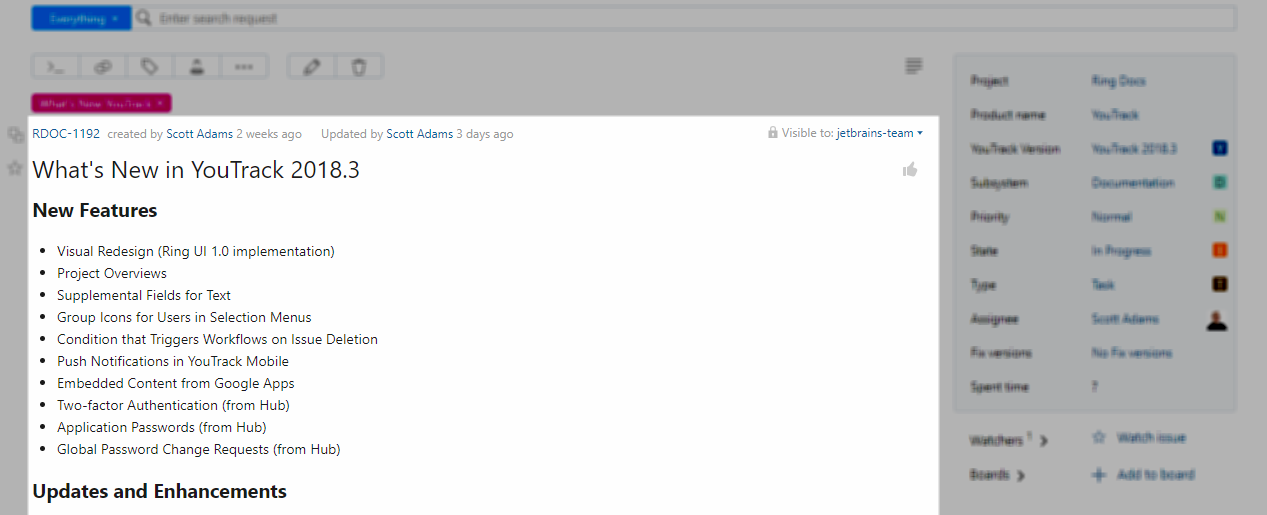 Everything
Enter search request
What's New YouTrack
RDOC-1192 created by Scott Adams 2 weeks ago Updated by Scott Adams 3 days ago Visible to: jetbrains-team
What's New in YouTrack 2018.3
New Features
Visual Redesign (Ring UI 1.0 implementation)
Project Overviews
Supplemental Fields for Text
Group Icons for Users in Selection Menus
Condition that Triggers Workflows on Issue Deletion
Push Notifications in YouTrack Mobile
Embedded Content from Google Apps
Two-factor Authentication (from Hub)
Application Passwords (from Hub)
Global Password Change Requests (from Hub)
Updates and Enhancements
Project Ring Docs
Product name YouTrack
YouTrack Version YouTrack 2018.3 Y
Subsystem Documentation D
Priority Normal N
State In Progress
Type Task
Assignee Scott Adams
Fix versions No Fix versions
Spent time ?
Watchers 1 Watch issue
Boards Add to board